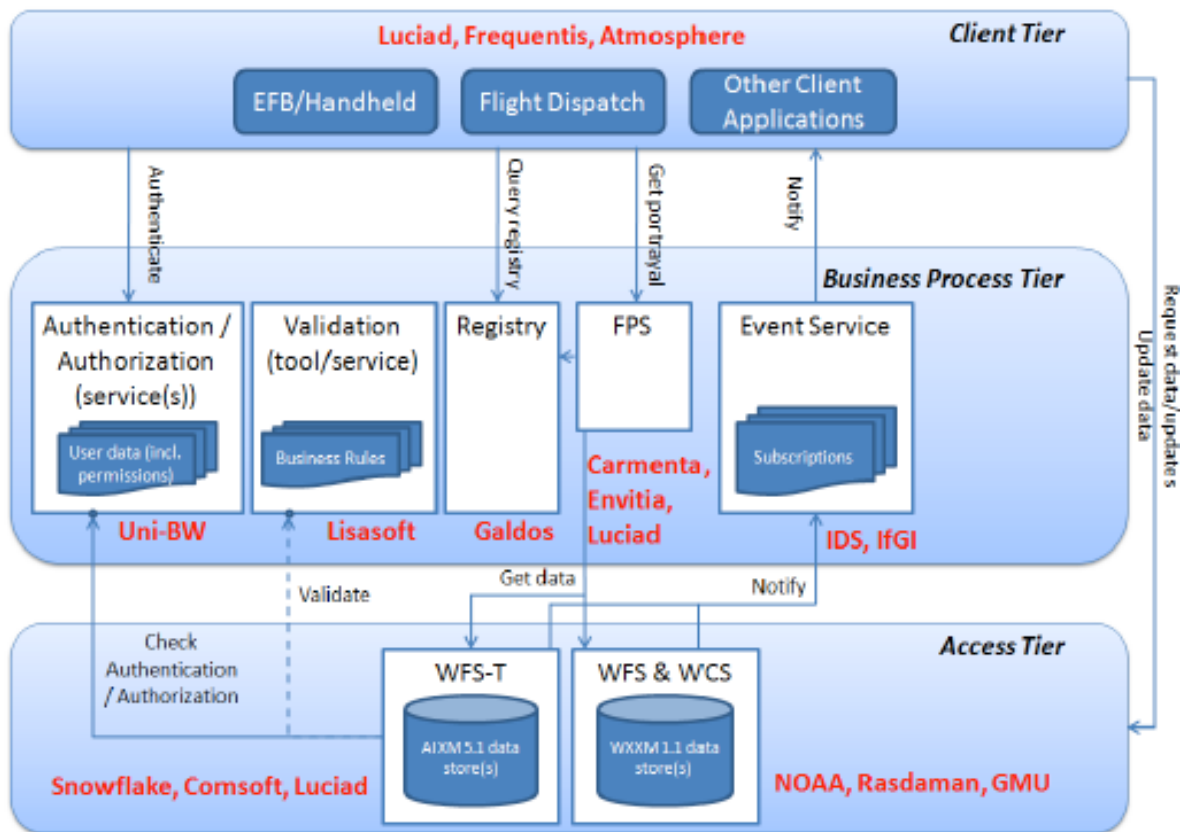 Luciad, Frequentis, Atmosphere
Client Tier
EFB/Handheld
Flight Dispatch
Other Client
Applications
Authenticate
Query registry
Get portrayal
Notify
Request data/updates
Update data
Business Process Tier
Authentication /
Authorization
(service(s))
User data (incl.
permissions)
Uni-BW
Validation
(tool/service)
Business Rules
Lisasoft
Registry
Galdos
FPS
Carmenta,
Envitia,
Luciad
Event Service
Subscriptions
IDS, IfGI
Get data
Notify
Validate
Check
Authentication
/ Authorization
Access Tier
WFS-T
AIXM 5.1 data
store(s)
WFS & WCS
WXXM 1.1 data
store(s)
Snowflake, Comsoft, Luciad
NOAA, Rasdaman, GMU